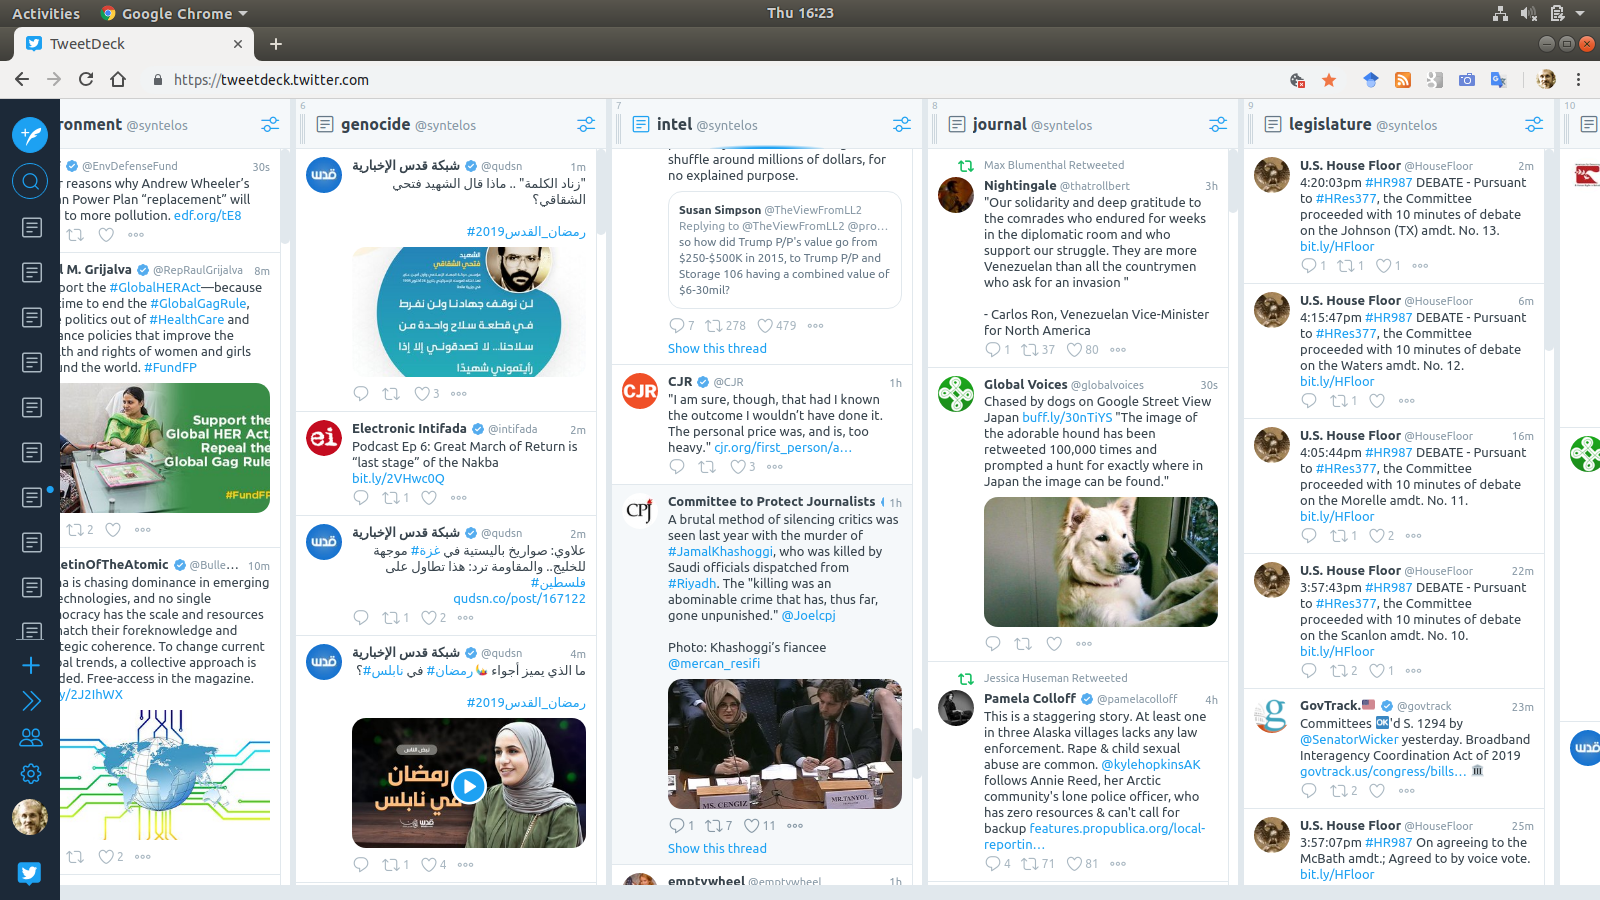 Activities
Google Chrome
Thu 16:23
TweetDeck
https://tweetdeck.twitter.com
ronment @syntelos
@EnvDefenseFund 30s
r reasons why Andrew Wheeler's
n Power Plan "replacement" will
to more pollution. edf.org/tE8
l M. Grijalva @RepRaulGrijalva 8m
port the #GlobalHERAct—because
time to end the #GlobalGagRule,
politics out of #HealthCare and
ance policies that improve the
th and rights of women and girls
und the world. #FundFP
Support the
Global HER Act,
Repeal the
Global Gag Rule
#FundFP
2
etinOfTheAtomic @Bulle... 10m
na is chasing dominance in emerging
echnologies, and no single
ocracy has the scale and resources
match their foreknowledge and
tegic coherence. To change current
bal trends, a collective approach is
ded. Free-access in the magazine.
y/2J2IhWX
2
6
genocide @syntelos
شبكة قدس الإخبارية @qudsn 1m
"زناد الكلمة" .. ماذا قال الشهيد فتحي
الشقاقي؟
#رمضان_القدس2019
الشهيد
فتحي الشقاقي
لن نوقف جهادنا ولن نفرط
في قطعة سلاح واحدة من
سلاحنا... لا تصدقوني إلا إذا
رأيتموني شهيدًا
3
Electronic Intifada @intifada 2m
Podcast Ep 6: Great March of Return is
"last stage" of the Nakba
bit.ly/2VHwc0Q
1
شبكة قدس الإخبارية @qudsn 2m
علاوي: صواريخ باليستية في #غزة موجهة
للخليج.. والمقاومة ترد: هذا تطاول على
#فلسطين
qudsn.co/post/167122
1 2
شبكة قدس الإخبارية @qudsn 4m
ما الذي يميز أجواء #رمضان في #نابلس؟
#رمضان_القدس2019
نبض الناس
رمضان
في نابلس
قدس
1 4
7
intel @syntelos
shuffle around millions of dollars, for
no explained purpose.
Susan Simpson @TheViewFromLL2
Replying to @TheViewFromLL2 @pro...
so how did Trump P/P's value go from
$250-$500K in 2015, to Trump P/P and
Storage 106 having a combined value of
$6-30mil?
7 278 479
Show this thread
CJR
CJR @CJR 1h
"I am sure, though, that had I known
the outcome I wouldn't have done it.
The personal price was, and is, too
heavy." cjr.org/first_person/a...
3
CPJ
Committee to Protect Journalists 1h
A brutal method of silencing critics was
seen last year with the murder of
#JamalKhashoggi, who was killed by
Saudi officials dispatched from
#Riyadh. The "killing was an
abominable crime that has, thus far,
gone unpunished." @Joelcpj
Photo: Khashoggi's fiancee
@mercan_resifi
MS. CENGIZ
MR. TANYOL
1 7 11
Show this thread
emptywheel @emptywheel 1h
8
journal @syntelos
Max Blumenthal Retweeted
Nightingale @thatrollbert 3h
"Our solidarity and deep gratitude to
the comrades who endured for weeks
in the diplomatic room and who
support our struggle. They are more
Venezuelan than all the countrymen
who ask for an invasion "
- Carlos Ron, Venezuelan Vice-Minister
for North America
1 37 80
Global Voices @globalvoices 30s
Chased by dogs on Google Street View
Japan buff.ly/30nTiYS "The image of
the adorable hound has been
retweeted 100,000 times and
prompted a hunt for exactly where in
Japan the image can be found."
Jessica Huseman Retweeted
Pamela Colloff @pamelacolloff 4h
This is a staggering story. At least one
in three Alaska villages lacks any law
enforcement. Rape & child sexual
abuse are common. @kylehopkinsAK
follows Annie Reed, her Arctic
community's lone police officer, who
has zero resources & can't call for
backup features.propublica.org/local-
reportin...
4 71 81
9
legislature @syntelos
U.S. House Floor @HouseFloor 2m
4:20:03pm #HR987 DEBATE - Pursuant
to #HRes377, the Committee
proceeded with 10 minutes of debate
on the Johnson (TX) amdt. No. 13.
bit.ly/HFloor
1 1 1
U.S. House Floor @HouseFloor 6m
4:15:47pm #HR987 DEBATE - Pursuant
to #HRes377, the Committee
proceeded with 10 minutes of debate
on the Waters amdt. No. 12.
bit.ly/HFloor
1
U.S. House Floor @HouseFloor 16m
4:05:44pm #HR987 DEBATE - Pursuant
to #HRes377, the Committee
proceeded with 10 minutes of debate
on the Morelle amdt. No. 11.
bit.ly/HFloor
1 2
U.S. House Floor @HouseFloor 22m
3:57:43pm #HR987 DEBATE - Pursuant
to #HRes377, the Committee
proceeded with 10 minutes of debate
on the Scanlon amdt. No. 10.
bit.ly/HFloor
2 1
GovTrack. @govtrack 23m
Committees OK'd S. 1294 by
@SenatorWicker yesterday. Broadband
Interagency Coordination Act of 2019
govtrack.us/congress/bills...
2
U.S. House Floor @HouseFloor 25m
3:57:07pm #HR987 On agreeing to the
McBath amdt.; Agreed to by voice vote.
bit.ly/HFloor
10